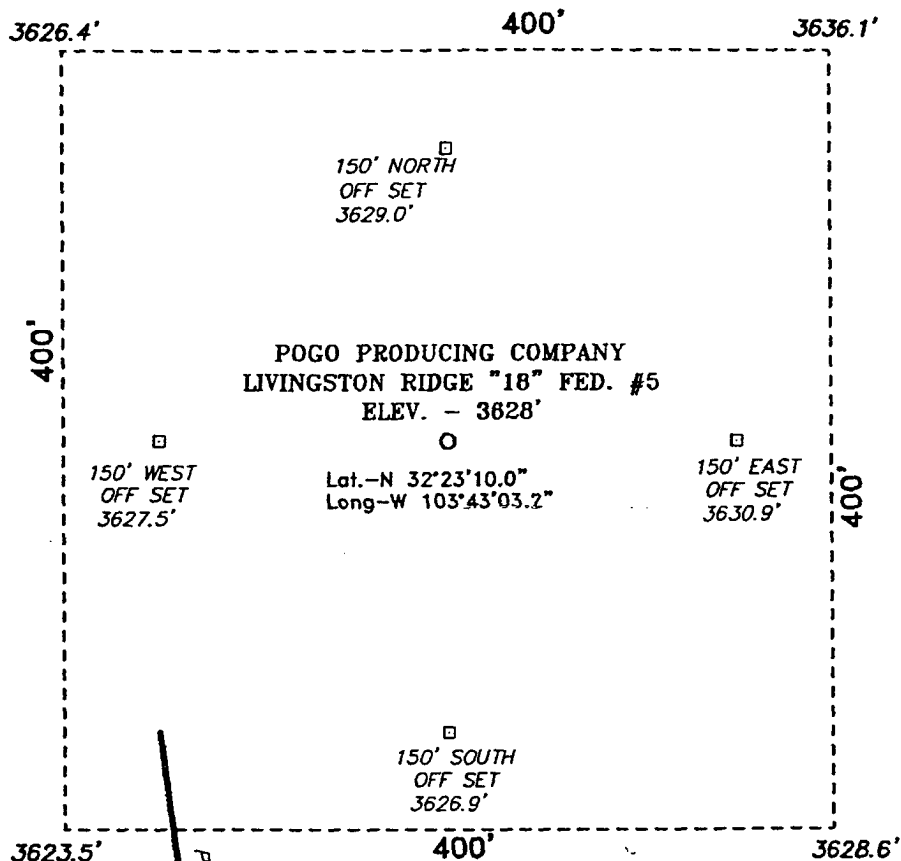 3626.4' 400' 3636.1'
150' NORTH
OFF SET
3629.0'
400'
POGO PRODUCING COMPANY
LIVINGSTON RIDGE "18" FED. #5
ELEV. - 3628'
150' WEST
OFF SET
3627.5'
Lat.-N 32°23'10.0"
Long-W 103°43'03.2"
150' EAST
OFF SET
3630.9'
400'
150' SOUTH
OFF SET
3626.9'
3623.5' 400' 3628.6'